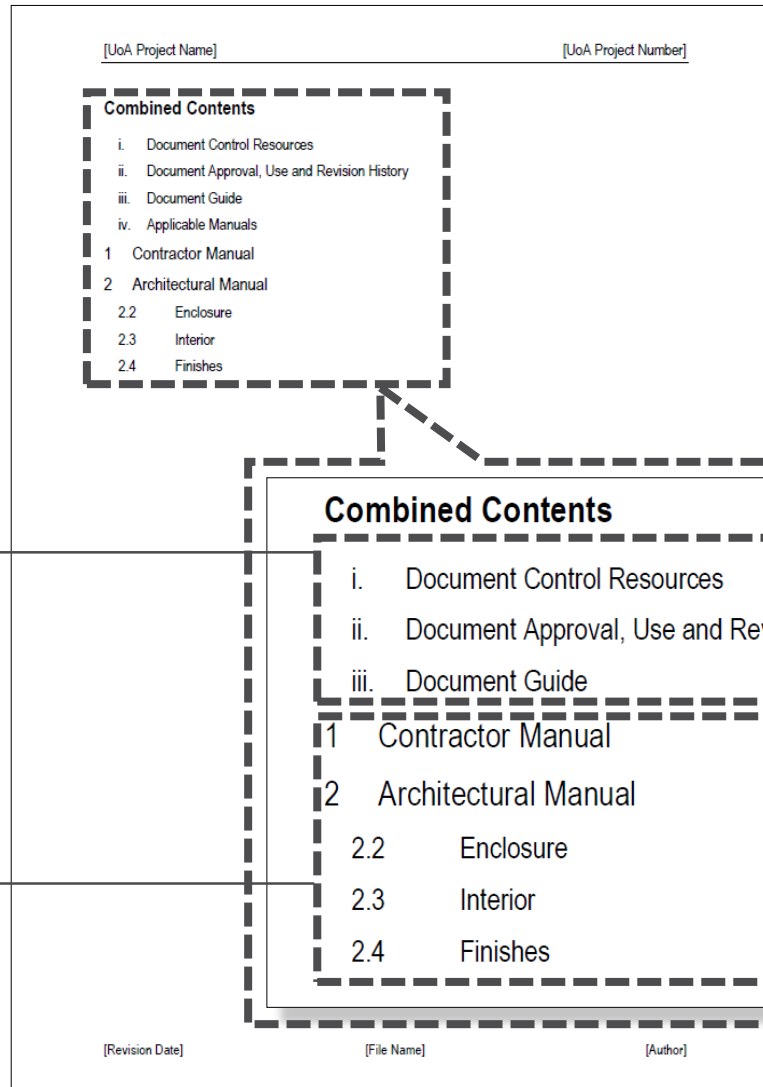 [UoA Project Name] [UoA Project Number]
Combined Contents
i. Document Control Resources
ii. Document Approval, Use and Revision History
iii. Document Guide
iv. Applicable Manuals
1 Contractor Manual
2 Architectural Manual
2.2 Enclosure
2.3 Interior
2.4 Finishes
Combined Contents
i. Document Control Resources
ii. Document Approval, Use and Rev
iii. Document Guide
1 Contractor Manual
2 Architectural Manual
2.2 Enclosure
2.3 Interior
2.4 Finishes
[Revision Date] [File Name] [Author]